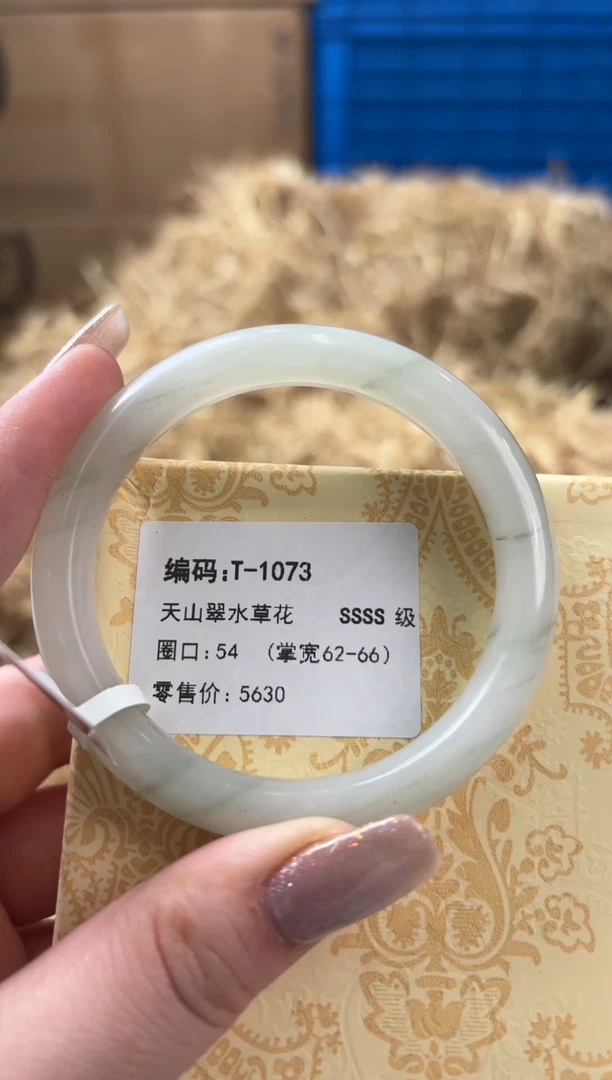 编码:T-1073
天山翠水草花 SSSS 级
圈口: 54 (掌宽62-66)
零售价: 5630